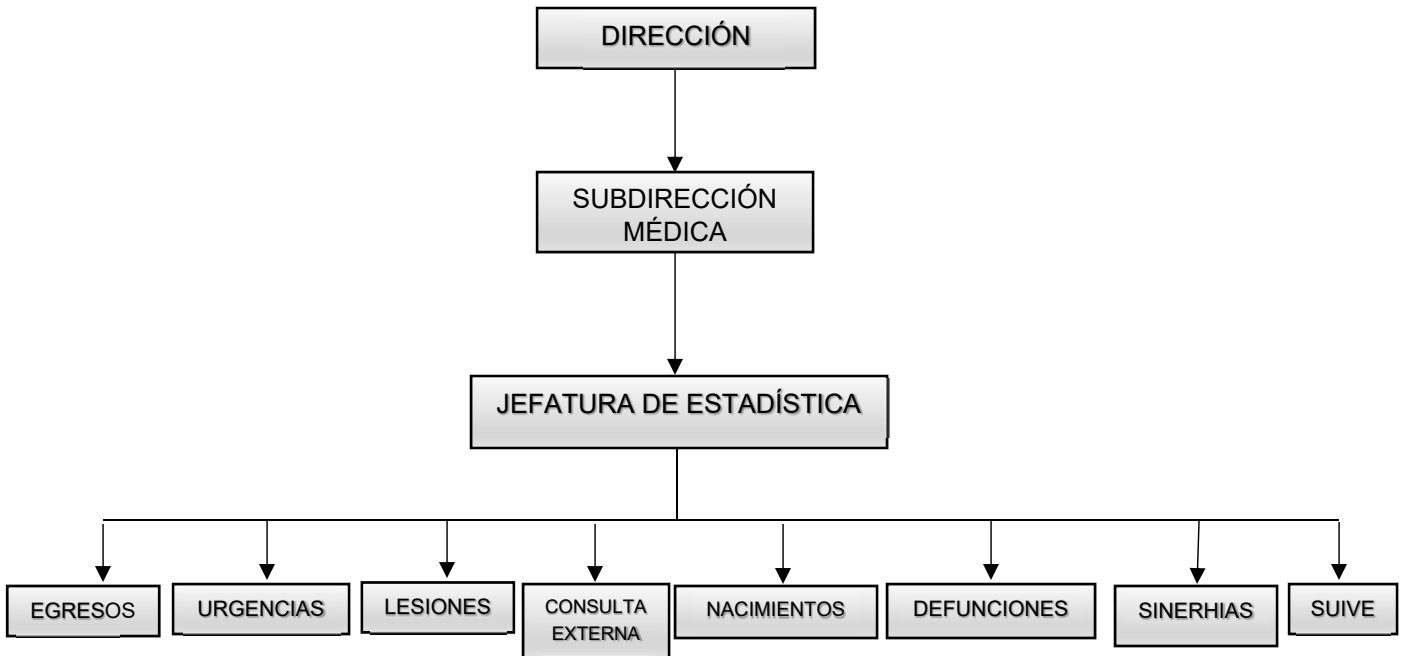 DIRECCIÓN
SUBDIRECCIÓN
MÉDICA
JEFATURA DE ESTADÍSTICA
EGRESOS
URGENCIAS
LESIONES
CONSULTA
EXTERNA
NACIMIENTOS
DEFUNCIONES
SINERHIAS
SUIVE